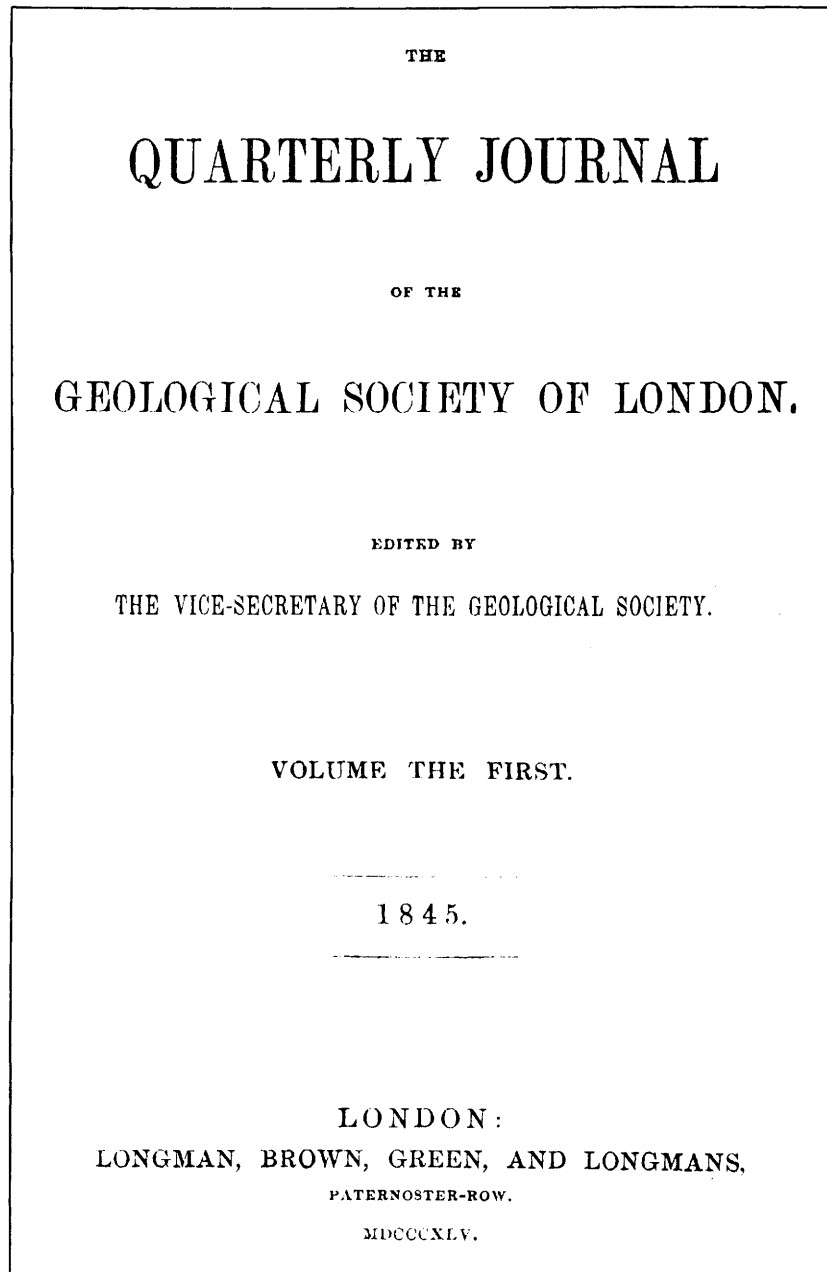 THE
QUARTERLY JOURNAL
OF THE
GEOLOGICAL SOCIETY OF LONDON.
EDITED BY
THE VICE-SECRETARY OF THE GEOLOGICAL SOCIETY.
VOLUME THE FIRST.
1845.
LONDON:
LONGMAN, BROWN, GREEN, AND LONGMANS,
PATERNOSTER-ROW.
MDCCCXLV.